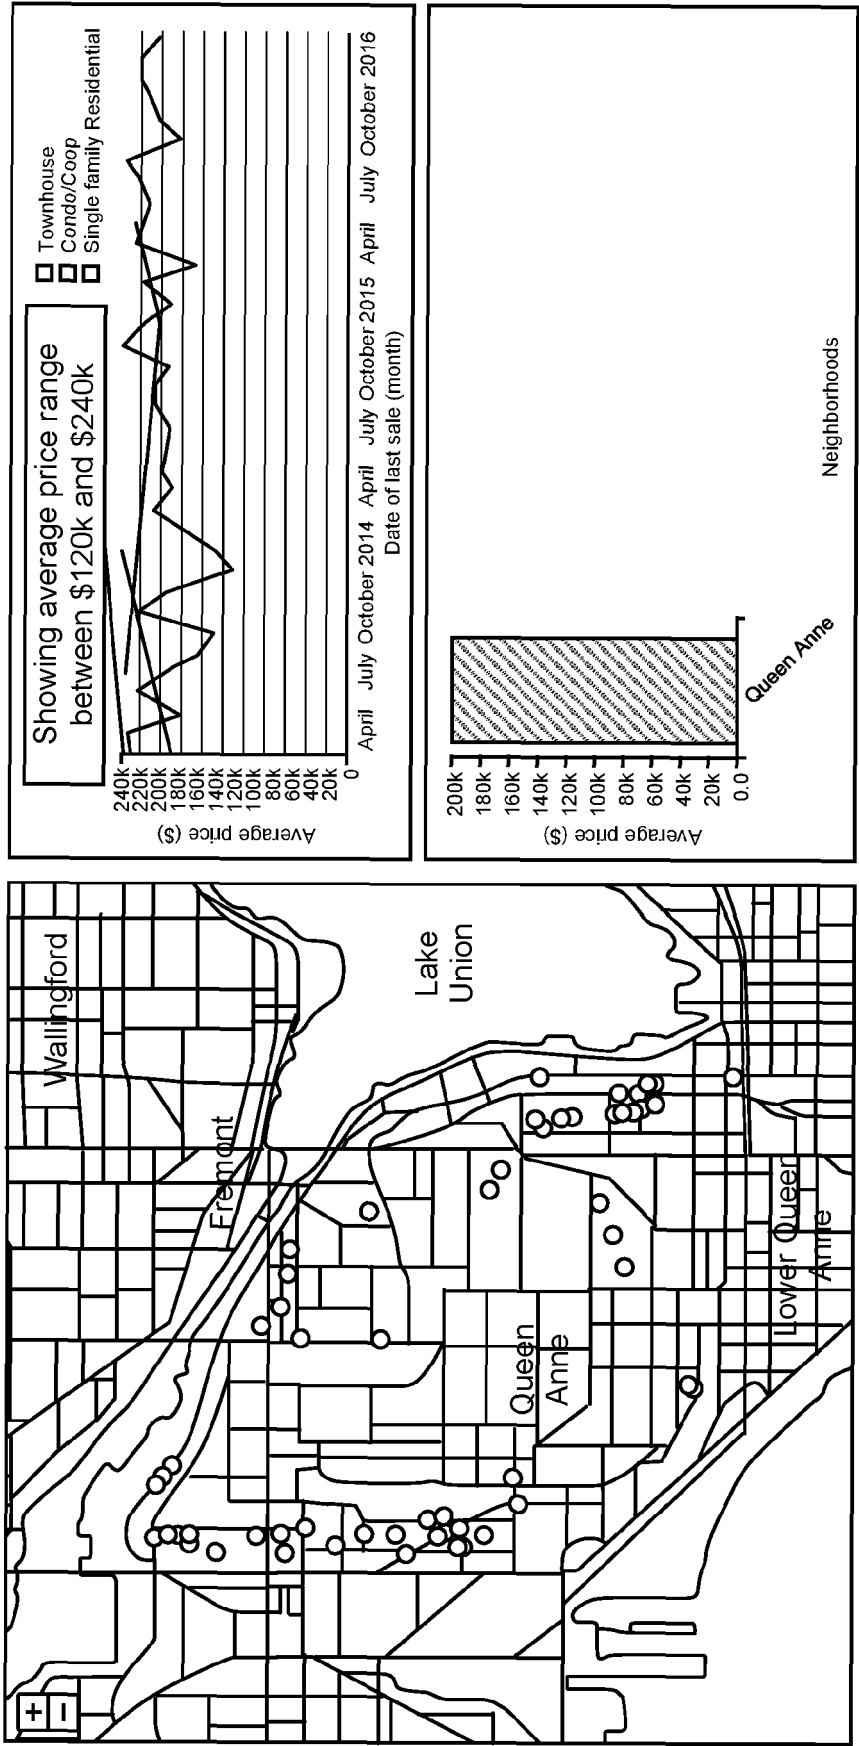 Showing average price range
between $120k and $240k
Townhouse
Condo/Coop
Single family Residential
240k
220k
200k
180k
160k
140k
120k
100k
80k
60k
40k
20k
0
Average price ($)
April July October 2014 April July October 2015 April July October 2016
Date of last sale (month)
200k
180k
160k
140k
120k
100k
80k
60k
40k
20k
0.0
Average price ($)
Queen Anne
Neighborhoods
+
−
Wallingford
Fremont
Lake
Union
Queen
Anne
Lower Queen
Anne